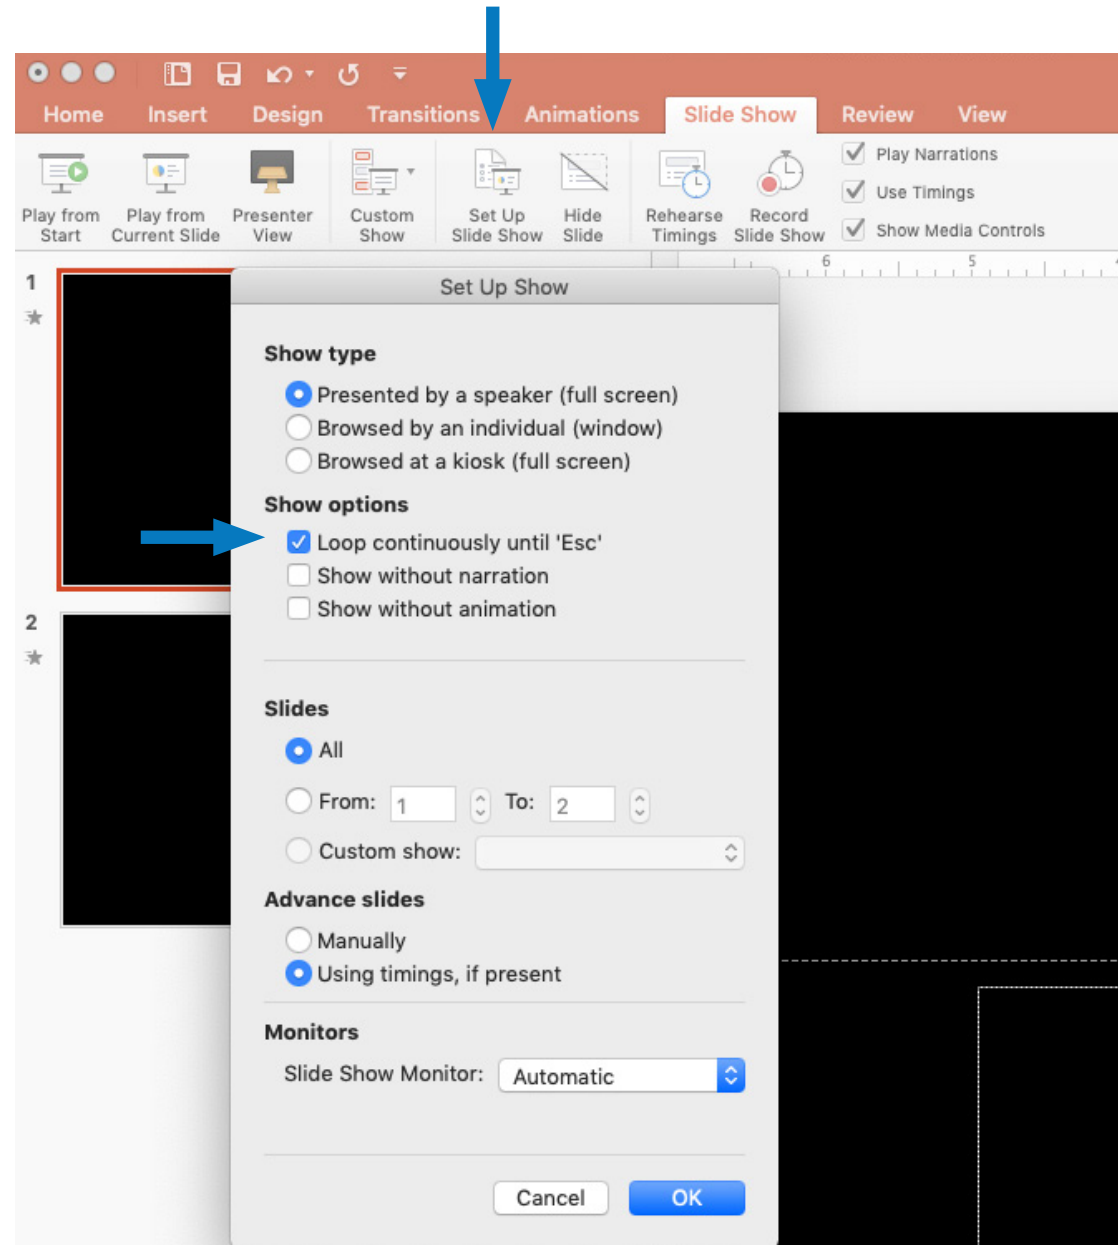 Home Insert Design Transitions Animations Slide Show Review View
Play from Start
Play from Current Slide
Presenter View
Custom Show
Set Up Slide Show
Hide Slide
Rehearse Timings
Record Slide Show
Play Narrations
Use Timings
Show Media Controls
6 5 4
1
2
Set Up Show
Show type
Presented by a speaker (full screen)
Browsed by an individual (window)
Browsed at a kiosk (full screen)
Show options
Loop continuously until 'Esc'
Show without narration
Show without animation
Slides
All
From: 1 To: 2
Custom show:
Advance slides
Manually
Using timings, if present
Monitors
Slide Show Monitor: Automatic
Cancel OK